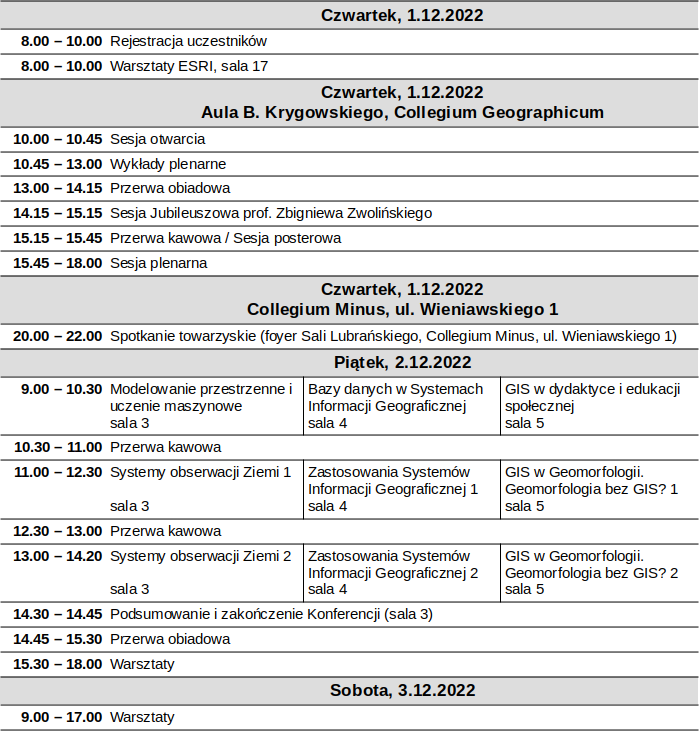 Czwartek, 1.12.2022
8.00 – 10.00 Rejestracja uczestników
8.00 – 10.00 Warsztaty ESRI, sala 17
Czwartek, 1.12.2022
Aula B. Krygowskiego, Collegium Geographicum
10.00 – 10.45 Sesja otwarcia
10.45 – 13.00 Wykłady plenarne
13.00 – 14.15 Przerwa obiadowa
14.15 – 15.15 Sesja Jubileuszowa prof. Zbigniewa Zwolińskiego
15.15 – 15.45 Przerwa kawowa / Sesja posterowa
15.45 – 18.00 Sesja plenarna
Czwartek, 1.12.2022
Collegium Minus, ul. Wieniawskiego 1
20.00 – 22.00 Spotkanie towarzyskie (foyer Sali Lubrańskiego, Collegium Minus, ul. Wieniawskiego 1)
Piątek, 2.12.2022
9.00 – 10.30 Modelowanie przestrzenne i
uczenie maszynowe
sala 3
Bazy danych w Systemach
Informacji Geograficznej
sala 4
GIS w dydaktyce i edukacji
społecznej
sala 5
10.30 – 11.00 Przerwa kawowa
11.00 – 12.30 Systemy obserwacji Ziemi 1
sala 3
Zastosowania Systemów
Informacji Geograficznej 1
sala 4
GIS w Geomorfologii.
Geomorfologia bez GIS? 1
sala 5
12.30 – 13.00 Przerwa kawowa
13.00 – 14.20 Systemy obserwacji Ziemi 2
sala 3
Zastosowania Systemów
Informacji Geograficznej 2
sala 4
GIS w Geomorfologii.
Geomorfologia bez GIS? 2
sala 5
14.30 – 14.45 Podsumowanie i zakończenie Konferencji (sala 3)
14.45 – 15.30 Przerwa obiadowa
15.30 – 18.00 Warsztaty
Sobota, 3.12.2022
9.00 – 17.00 Warsztaty